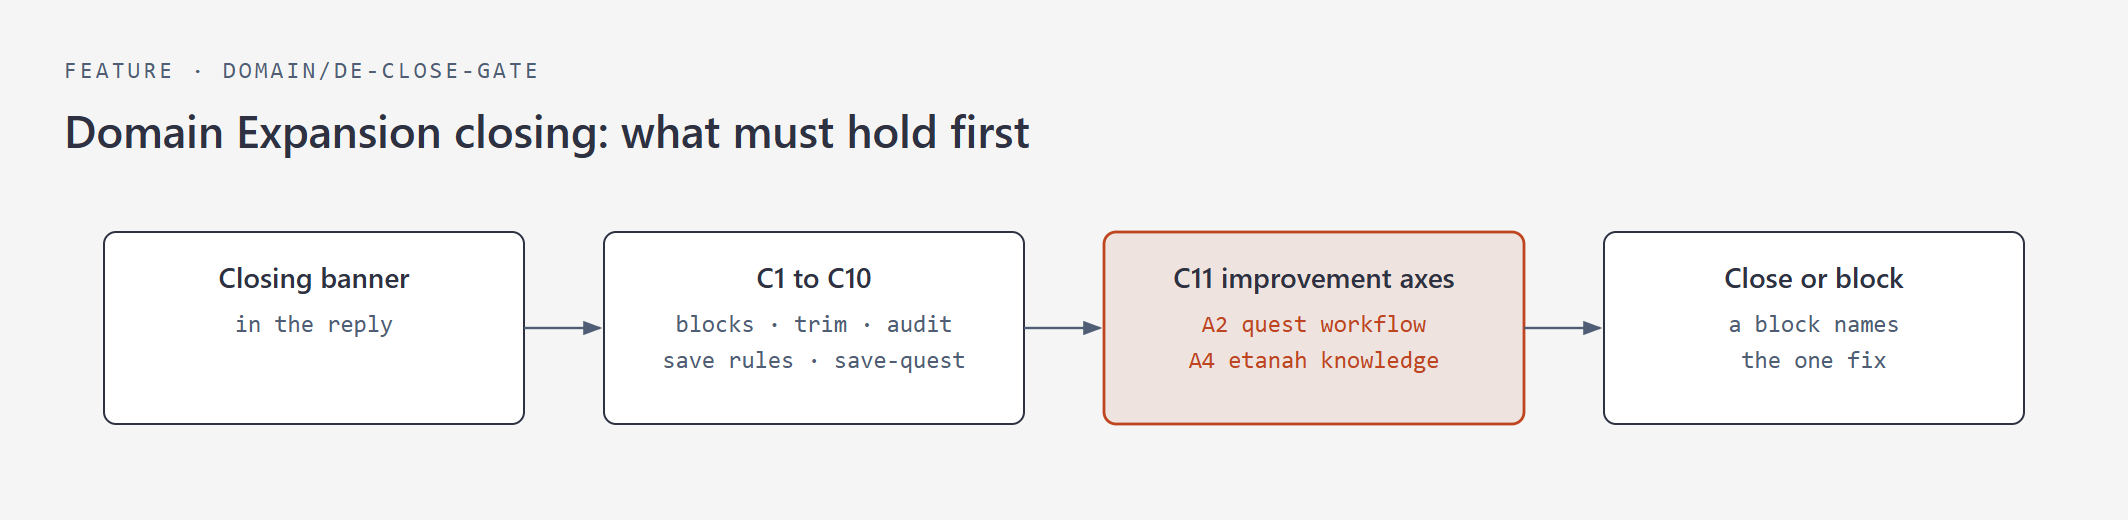 FEATURE · DOMAIN/DE-CLOSE-GATE
Domain Expansion closing: what must hold first
Closing banner
in the reply
C1 to C10
blocks · trim · audit
save rules · save-quest
C11 improvement axes
A2 quest workflow
A4 etanah knowledge
Close or block
a block names
the one fix